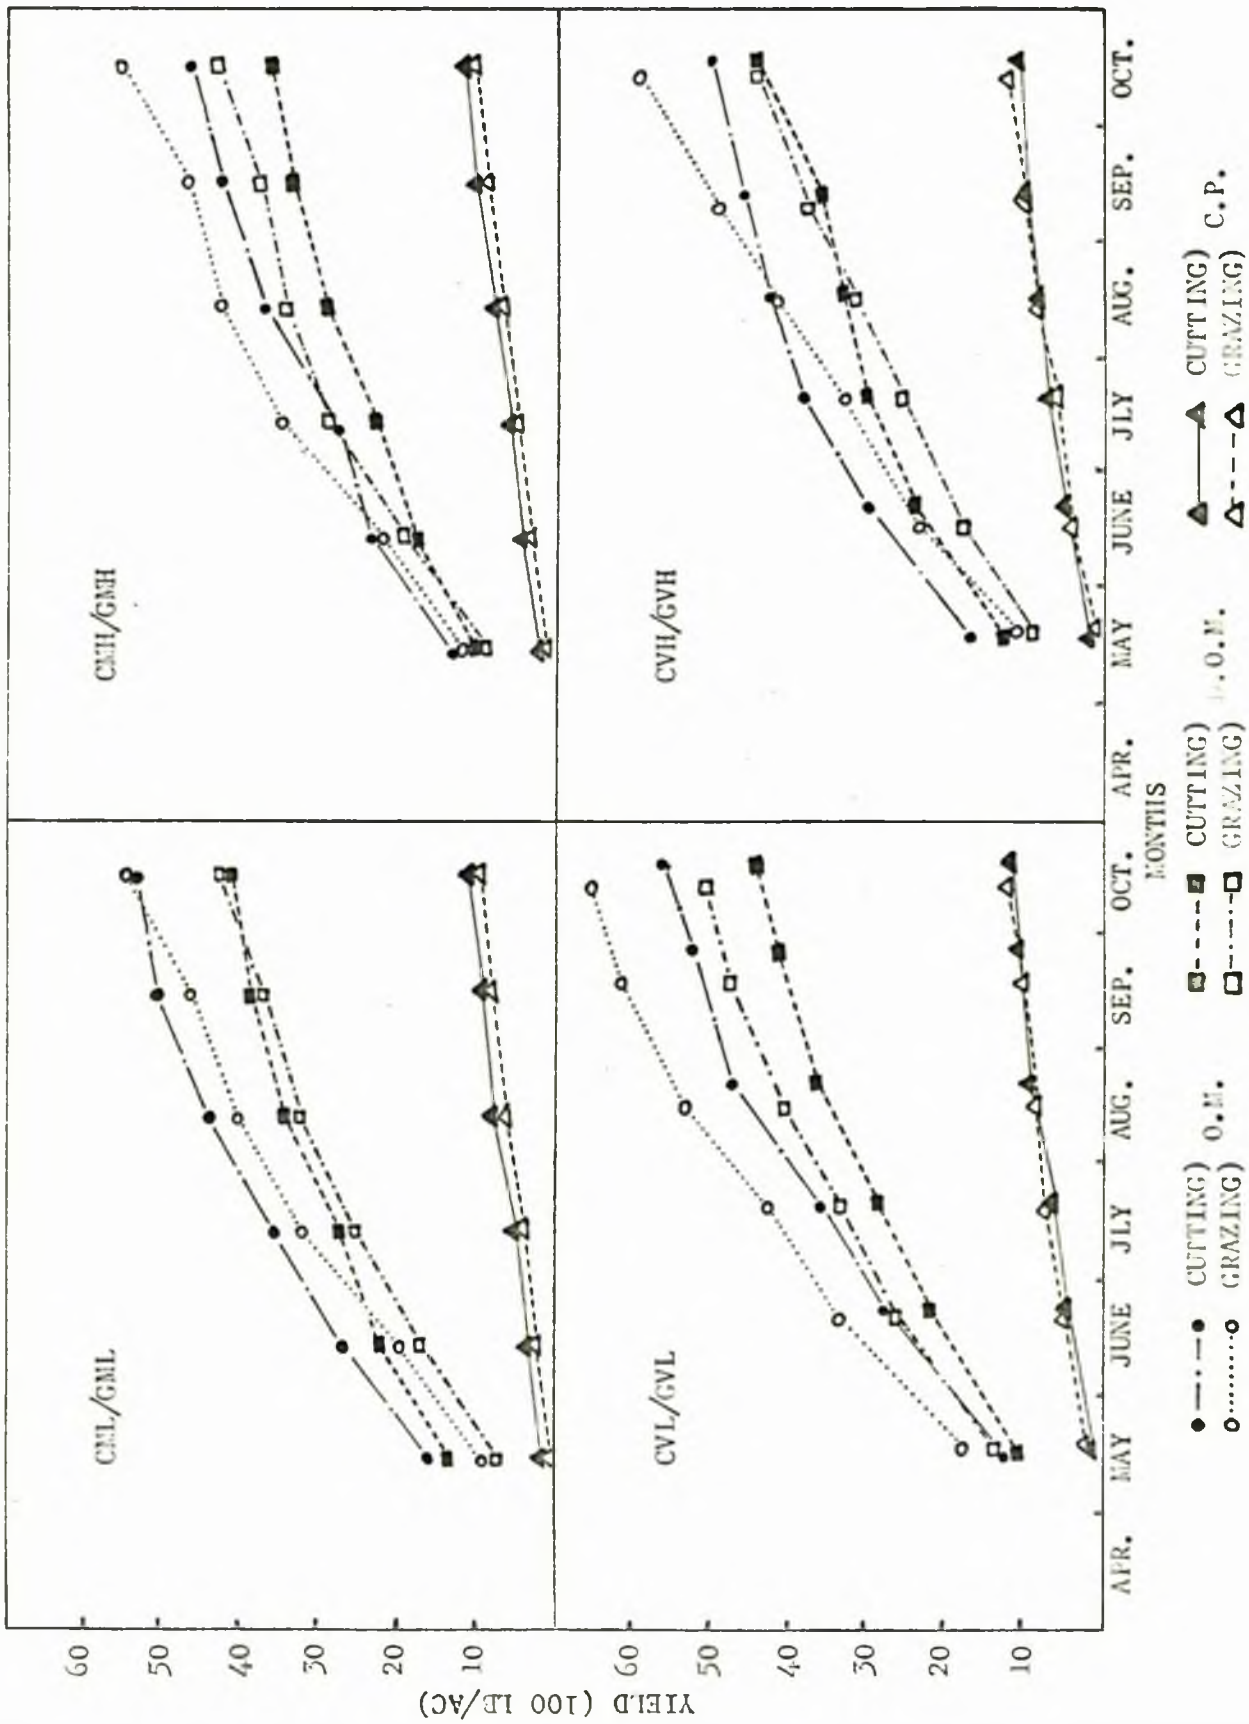 CML/GML
CMH/GMH
60
50
40
30
20
10
YIELD (100 LB/AC)
CVL/GVL
CVH/GVH
60
50
40
30
20
10
APR. MAY JUNE JLY AUG. SEP. OCT.
APR. MAY JUNE JLY AUG. SEP. OCT.
MONTHS
CUTTING) O.M.
GRAZING)
CUTTING) .O.M.
GRAZING)
CUTTING) C.P.
GRAZING)